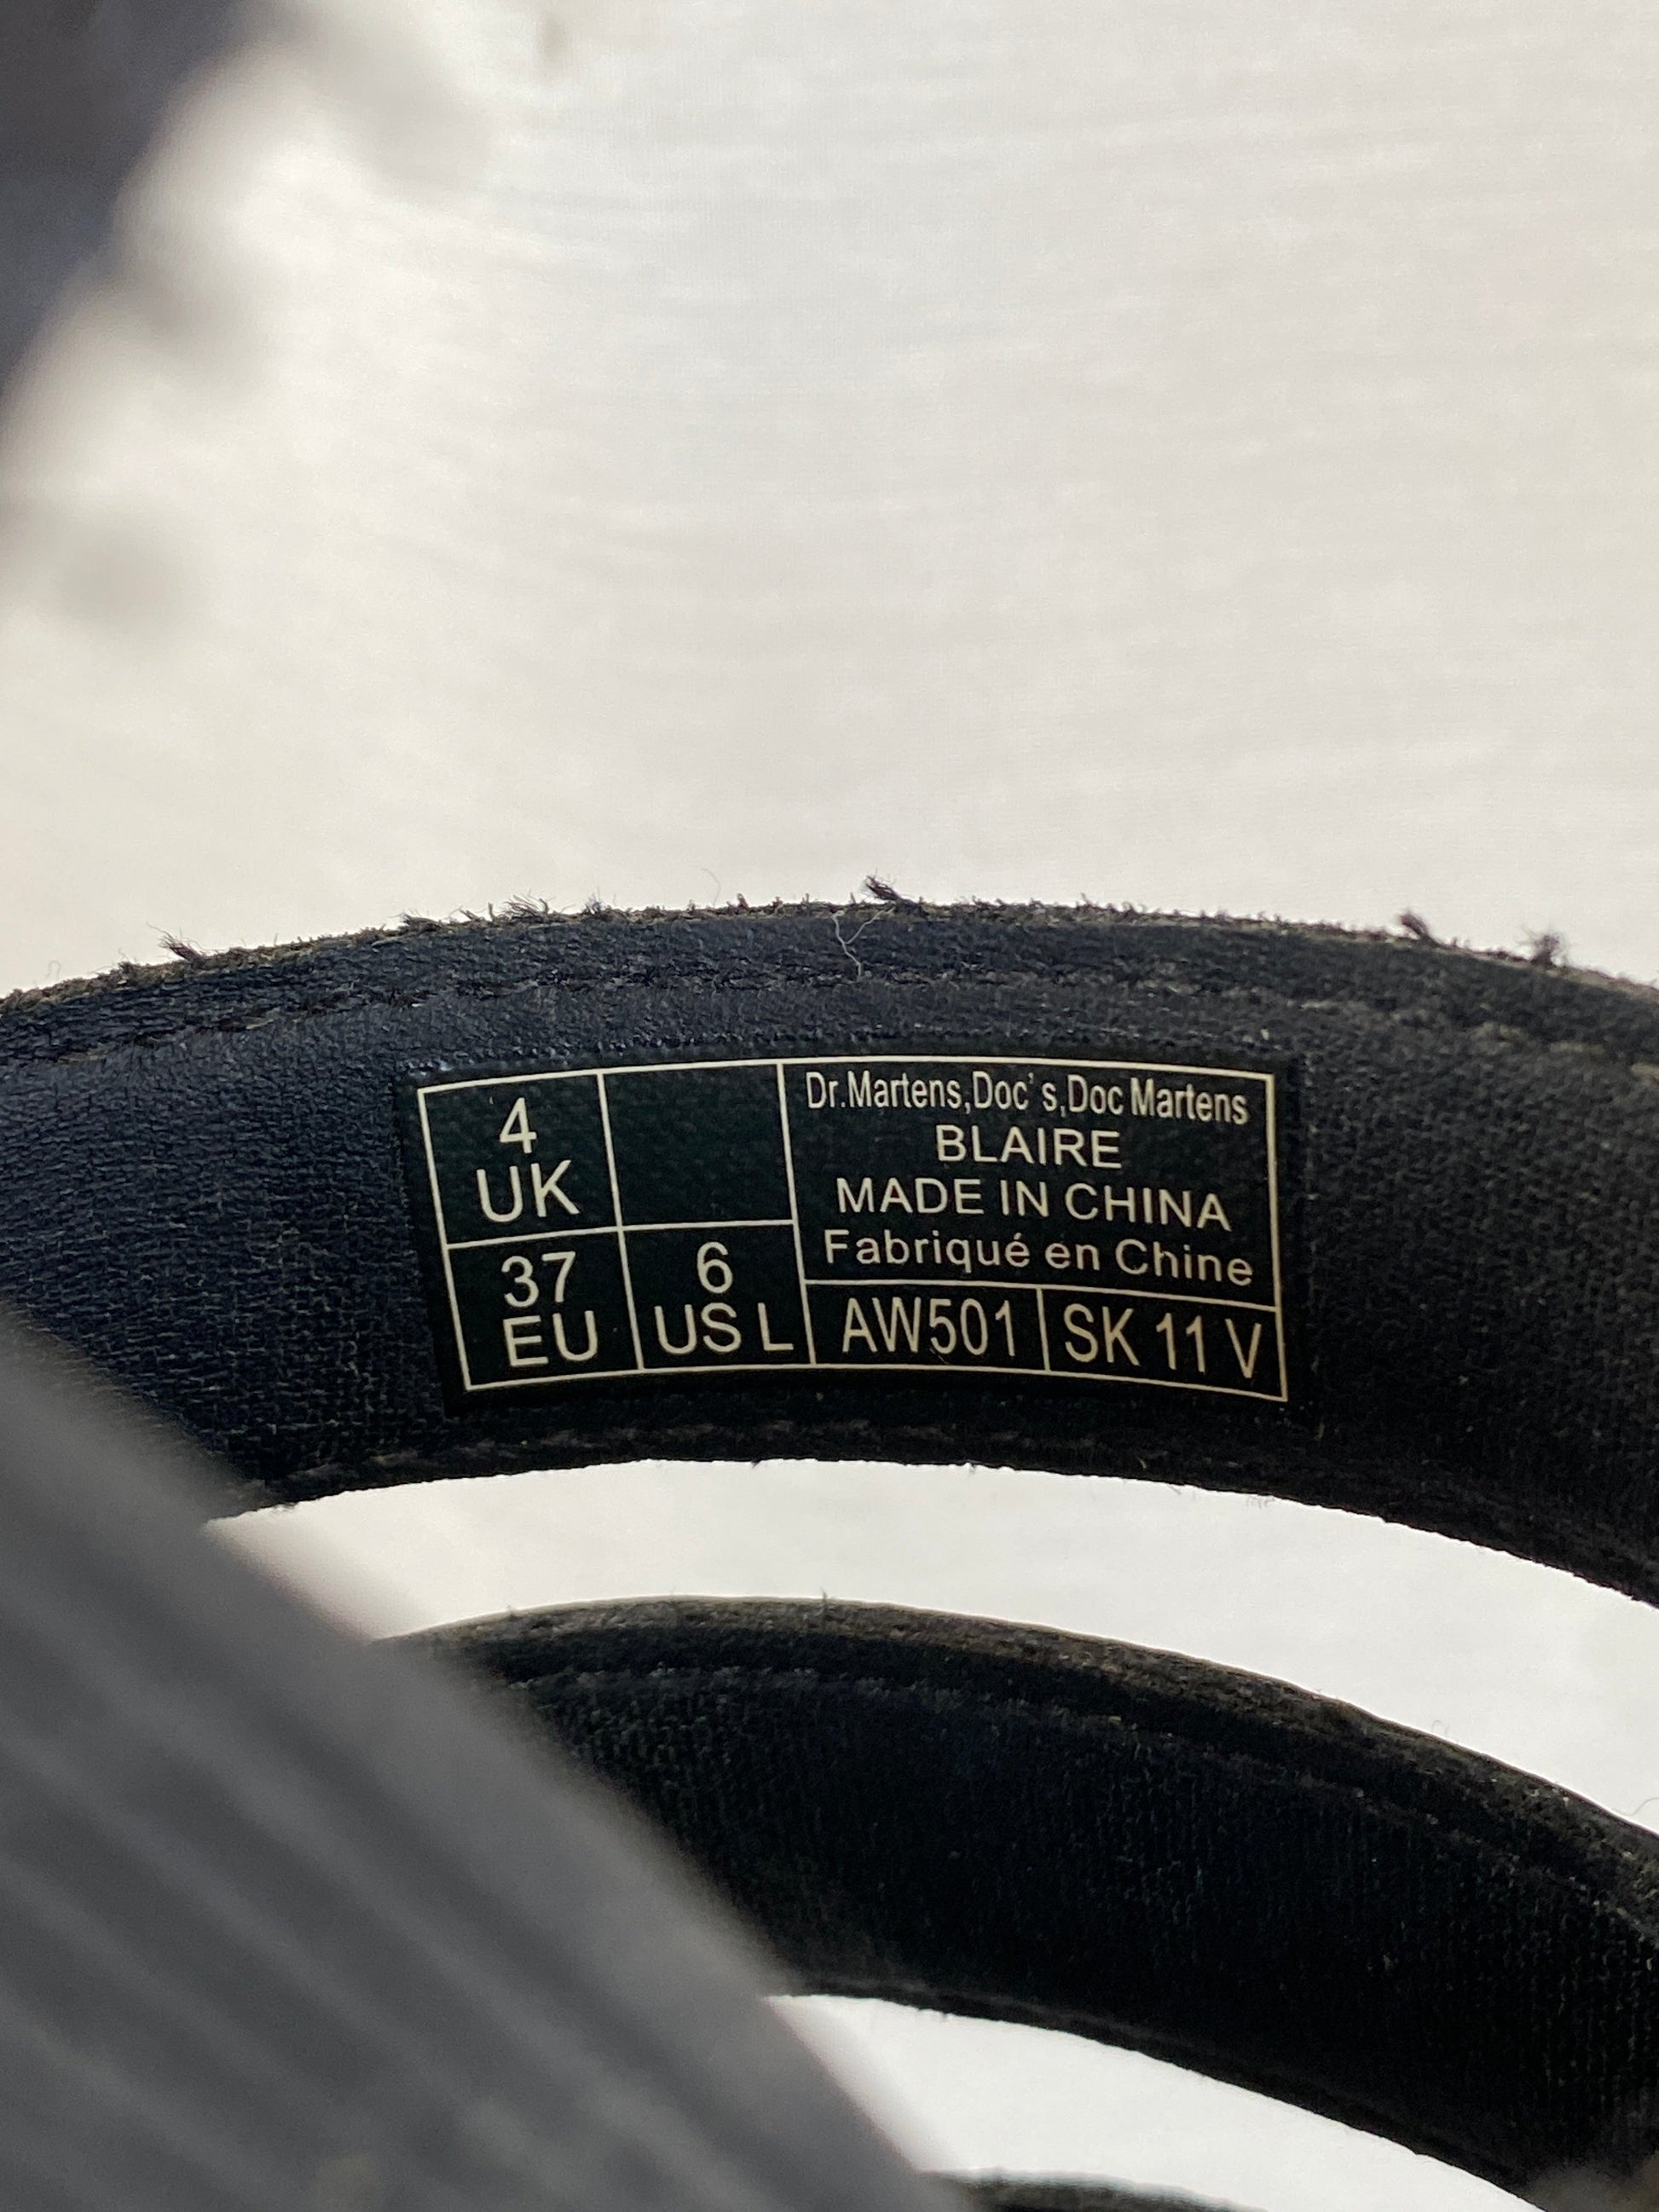 4
UK
37
EU
6
US L
Dr.Martens,Doc's,Doc Martens
BLAIRE
MADE IN CHINA
Fabriqué en Chine
AW501
SK 11 V